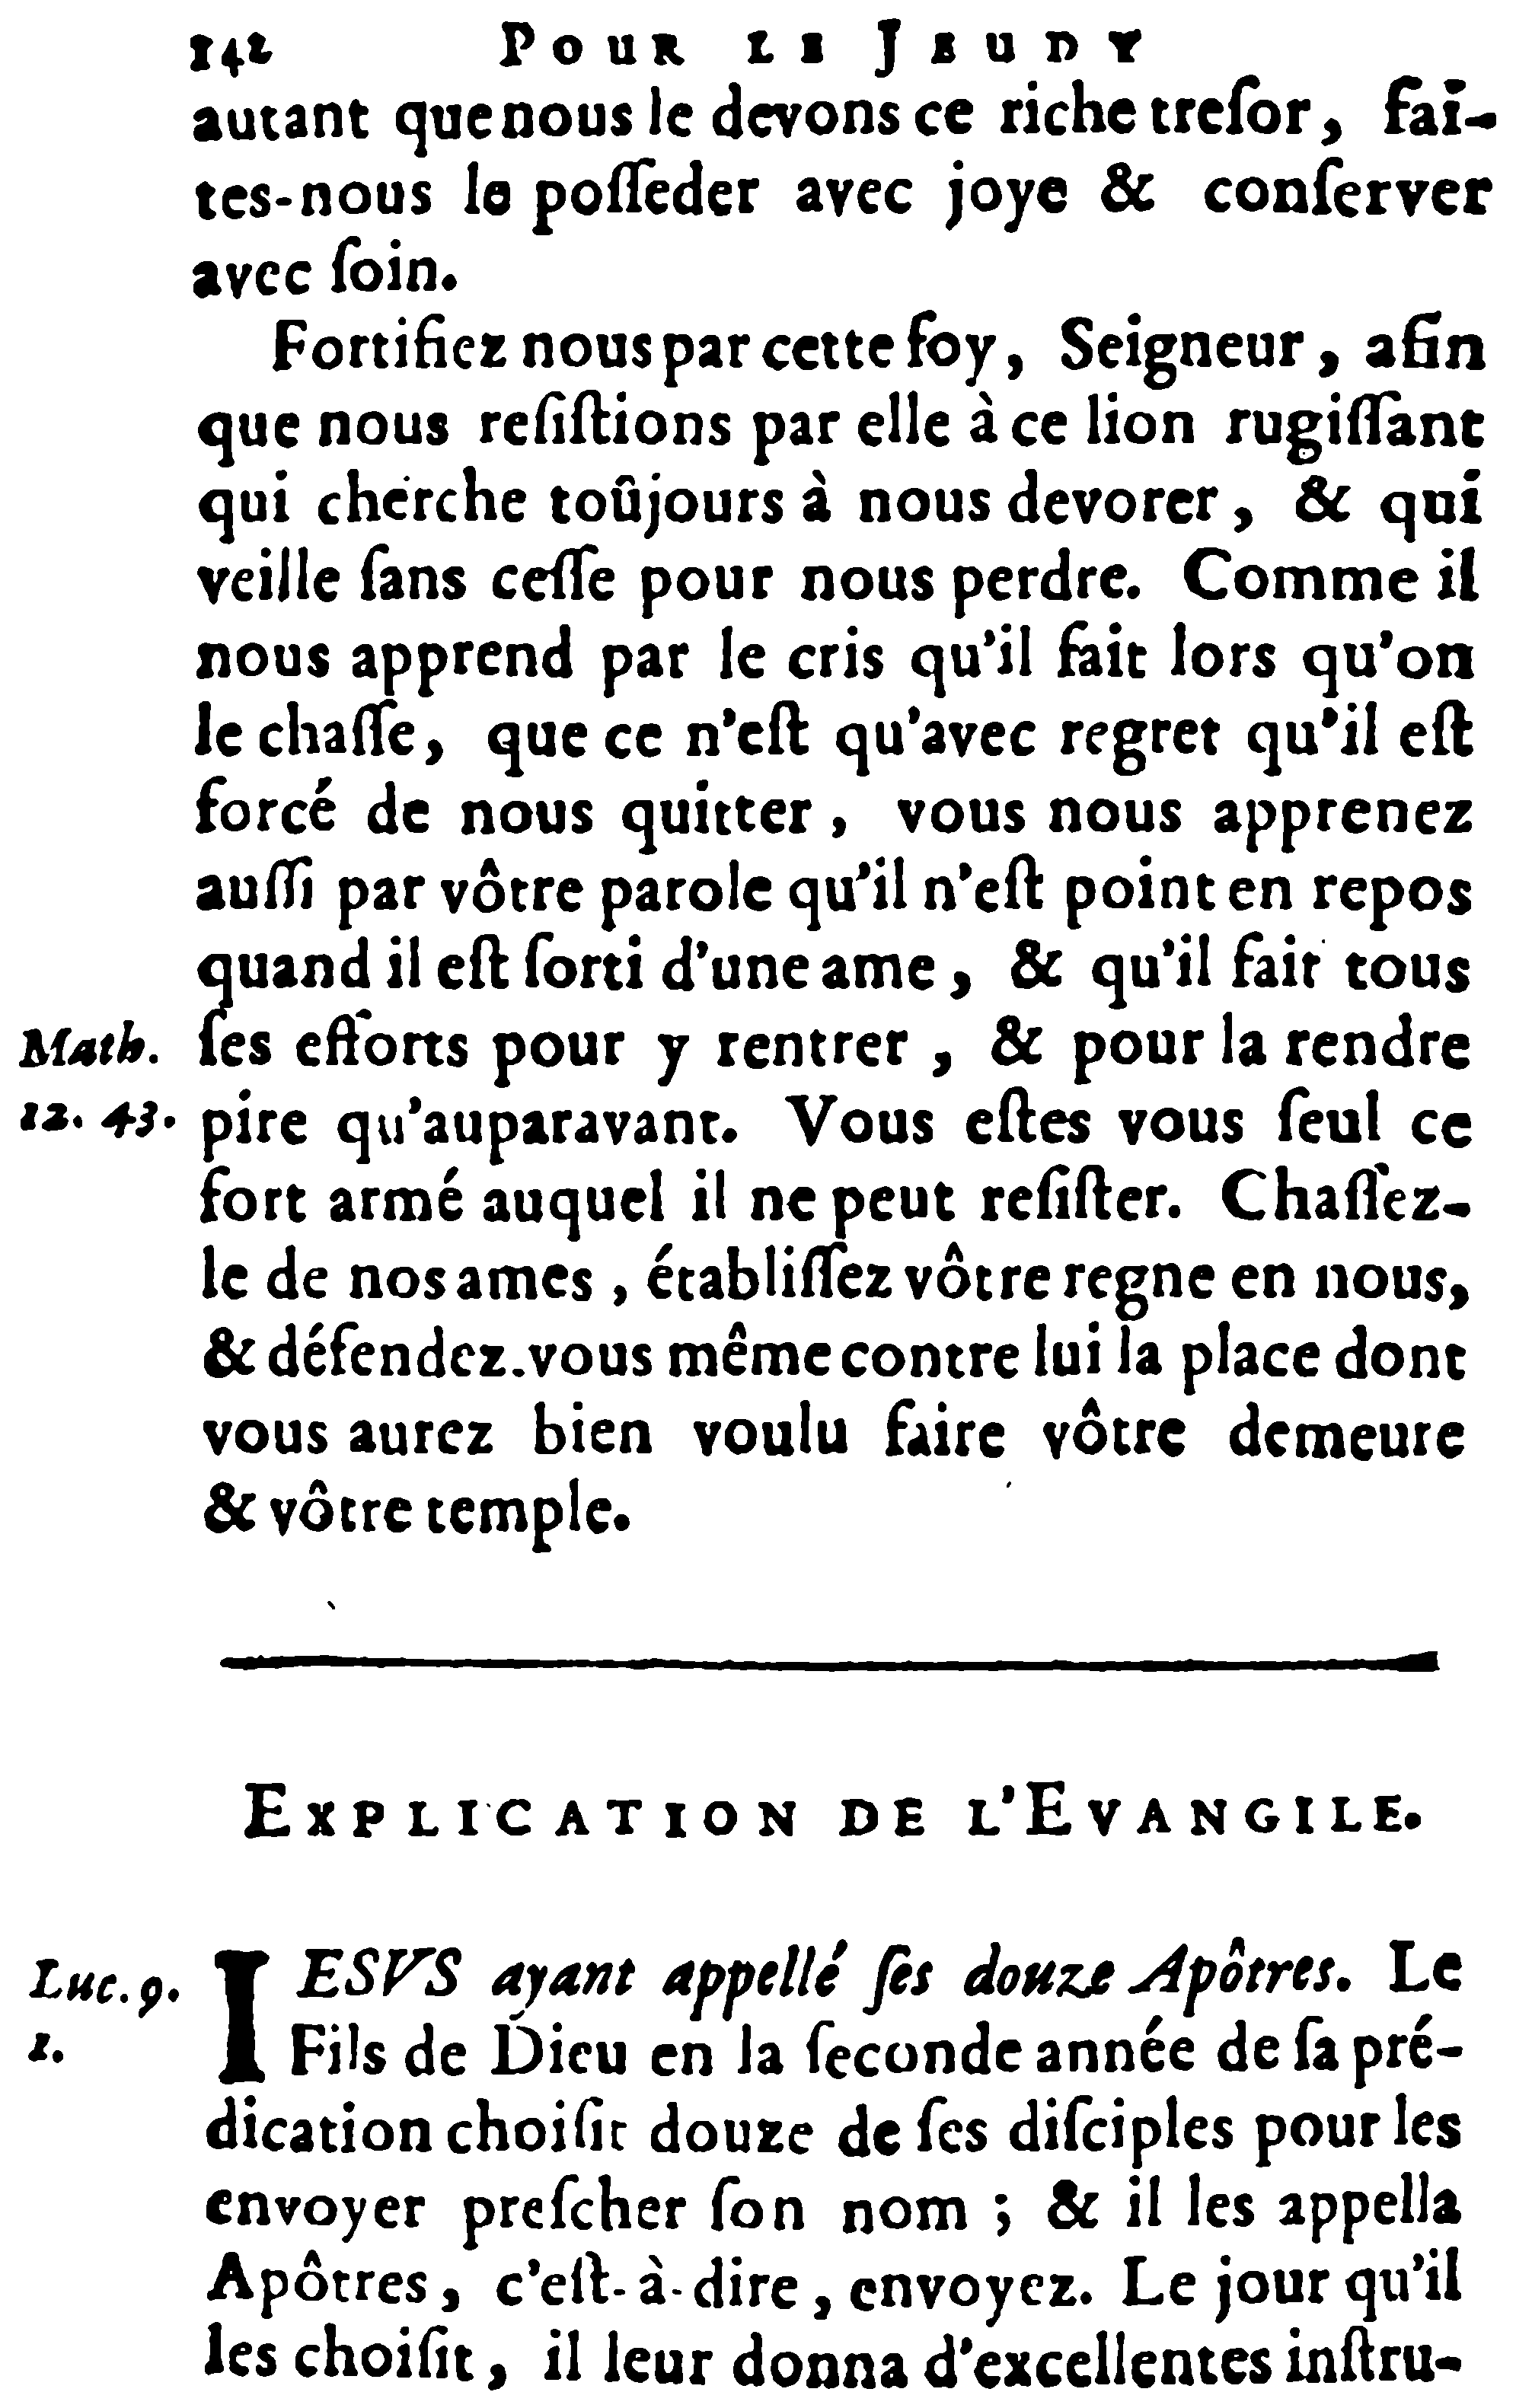 142 POUR LE JEUDY
autant que nous le devons ce riche treſor, fai-
tes-nous le poſſeder avec joye & conſerver
avec ſoin.
Fortifiez nous par cette foy, Seigneur, afin
que nous reſiſtions par elle à ce lion rugiſſant
qui cherche toûjours à nous devorer, & qui
veille ſans ceſſe pour nous perdre. Comme il
nous apprend par le cris qu'il fait lors qu'on
le chaſſe, que ce n'eſt qu'avec regret qu'il eſt
forcé de nous quitter, vous nous apprenez
auſſi par vôtre parole qu'il n'eſt point en repos
quand il eſt ſorti d'une ame, & qu'il fait tous
Math. ſes efforts pour y rentrer, & pour la rendre
12. 43. pire qu'auparavant. Vous eſtes vous ſeul ce
fort armé auquel il ne peut reſiſter. Chaſſez-
le de nos ames, établiſſez vôtre regne en nous,
& défendez.vous même contre lui la place dont
vous aurez bien voulu faire vôtre demeure
& vôtre temple.
EXPLICATION DE L'EVANGILE.
Luc. 9. IESVS ayant appellé ſes douze Apôtres. Le
1. Fils de Dieu en la ſeconde année de ſa pré-
dication choiſit douze de ſes diſciples pour les
envoyer preſcher ſon nom ; & il les appella
Apôtres, c'eſt-à-dire, envoyez. Le jour qu'il
les choiſit, il leur donna d'excellentes inſtru-